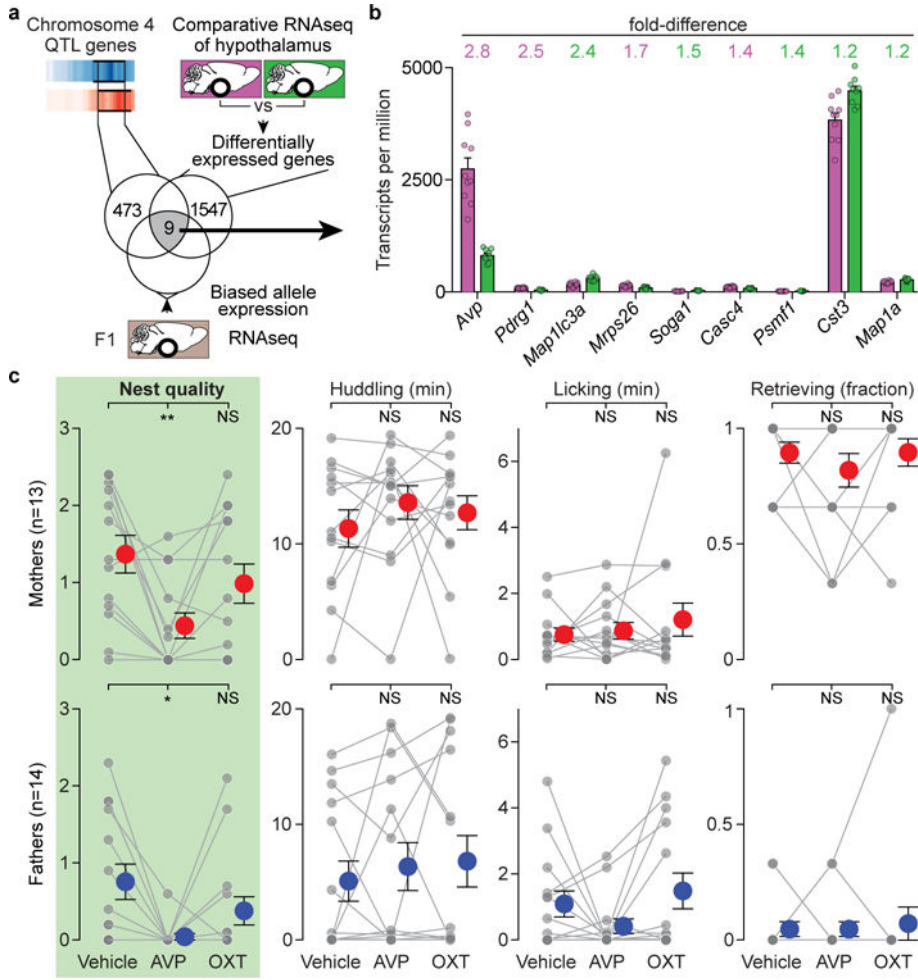 a
Chromosome 4
QTL genes
Comparative RNAseq
of hypothalamus
vs
Differentially
expressed genes
473
1547
9
Biased allele
expression
F1
RNAseq
b
fold-difference
2.8 2.5 2.4 1.7 1.5 1.4 1.4 1.2 1.2
Transcripts per million
5000
2500
0
Avp Pdrg1 Map1lc3a Mrps26 Soga1 Casc4 Psmf1 Cst3 Map1a
c
Nest quality
** NS
Mothers (n=13)
3
2
1
0
Huddling (min)
NS NS
20
10
0
Licking (min)
NS NS
6
4
2
0
Retrieving (fraction)
NS NS
1
0.5
0
* NS
Fathers (n=14)
3
2
1
0
Vehicle AVP OXT
NS NS
20
10
0
Vehicle AVP OXT
NS NS
6
4
2
0
Vehicle AVP OXT
NS NS
1
0.5
0
Vehicle AVP OXT